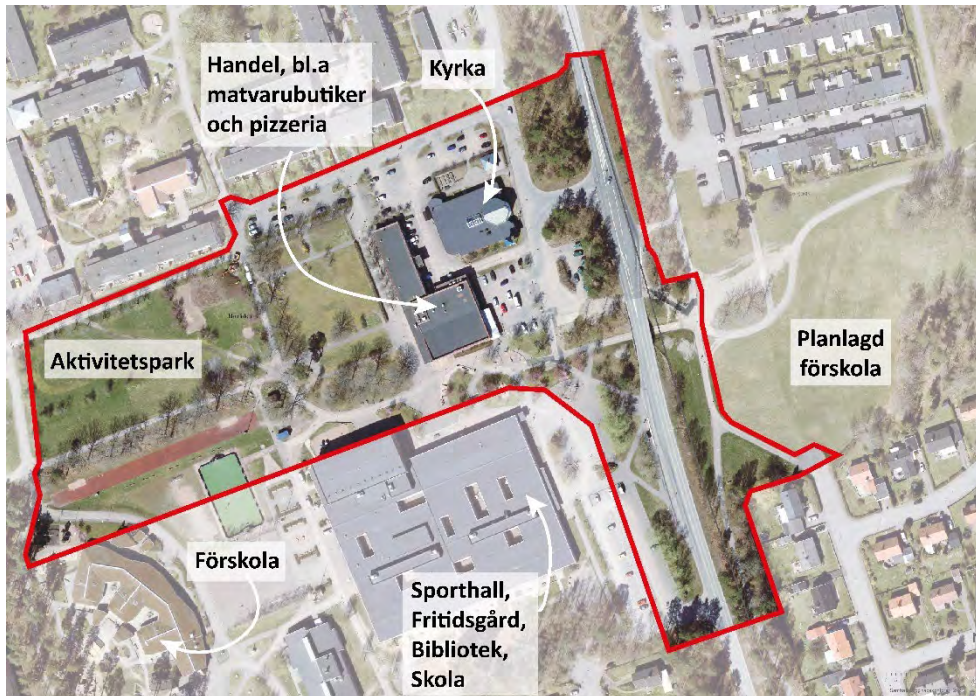 Handel, bl.a
matvarubutiker
och pizzeria
Kyrka
Aktivitetspark
Planlagd
förskola
Förskola
Sporthall,
Fritidsgård,
Bibliotek,
Skola